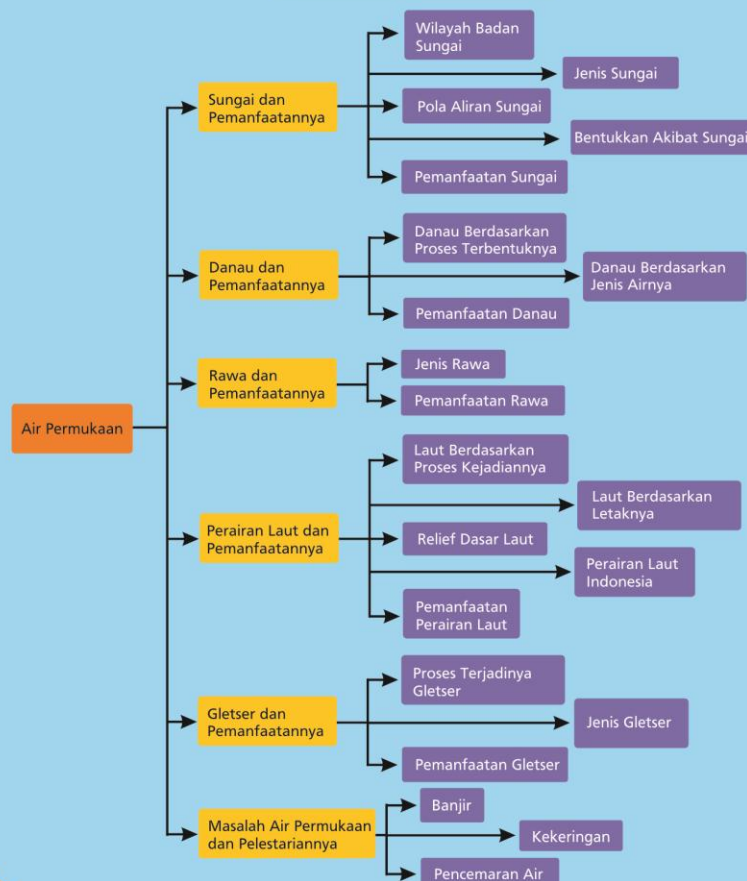 Air Permukaan
Sungai dan
Pemanfaatannya
Wilayah Badan
Sungai
Jenis Sungai
Pola Aliran Sungai
Bentukkan Akibat Sungai
Pemanfaatan Sungai
Danau dan
Pemanfaatannya
Danau Berdasarkan
Proses Terbentuknya
Danau Berdasarkan
Jenis Airnya
Pemanfaatan Danau
Rawa dan
Pemanfaatannya
Jenis Rawa
Pemanfaatan Rawa
Perairan Laut dan
Pemanfaatannya
Laut Berdasarkan
Proses Kejadiannya
Laut Berdasarkan
Letaknya
Relief Dasar Laut
Perairan Laut
Indonesia
Pemanfaatan
Perairan Laut
Gletser dan
Pemanfaatannya
Proses Terjadinya
Gletser
Jenis Gletser
Pemanfaatan Gletser
Masalah Air Permukaan
dan Pelestariannya
Banjir
Kekeringan
Pencemaran Air